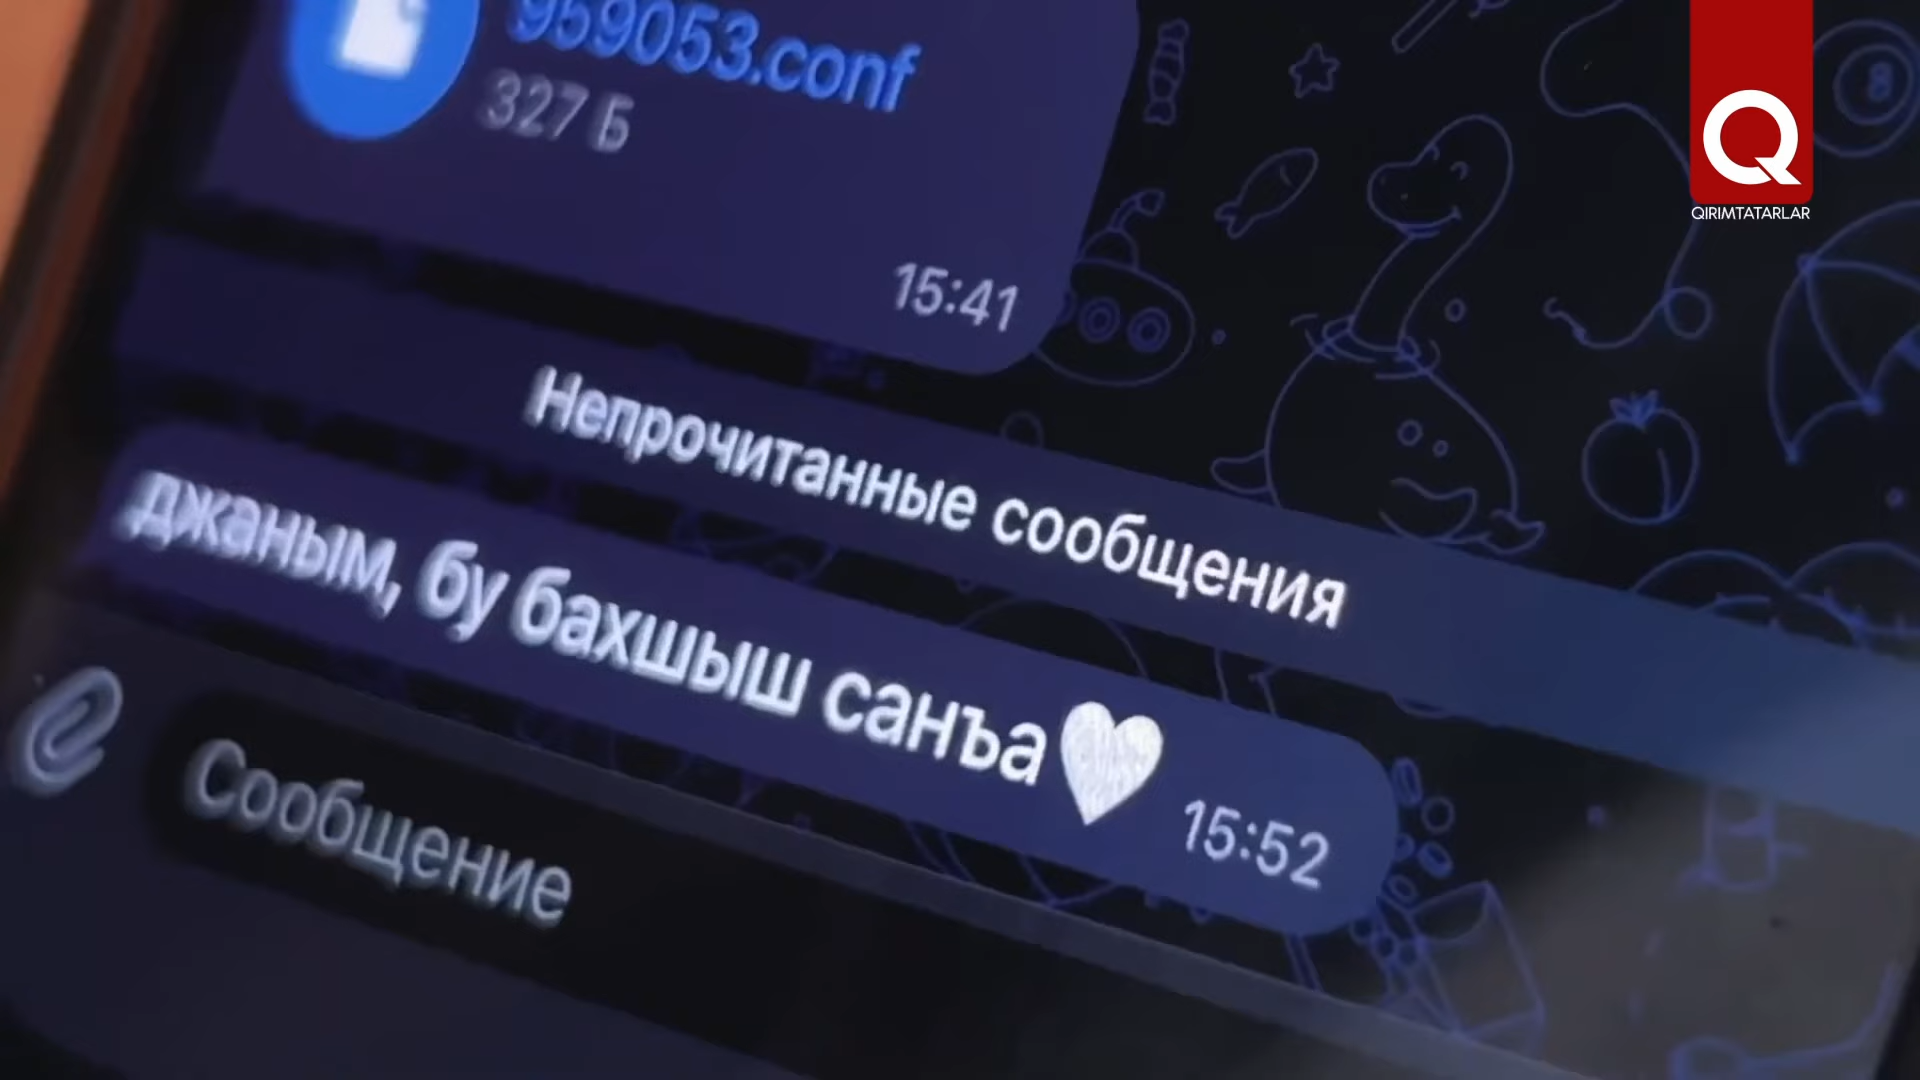 959053.conf
327 Б
15:41
Непрочитанные сообщения
джаным, бу бахшыш санъа🤍
15:52
Сообщение
Q
QIRIMTATARLAR